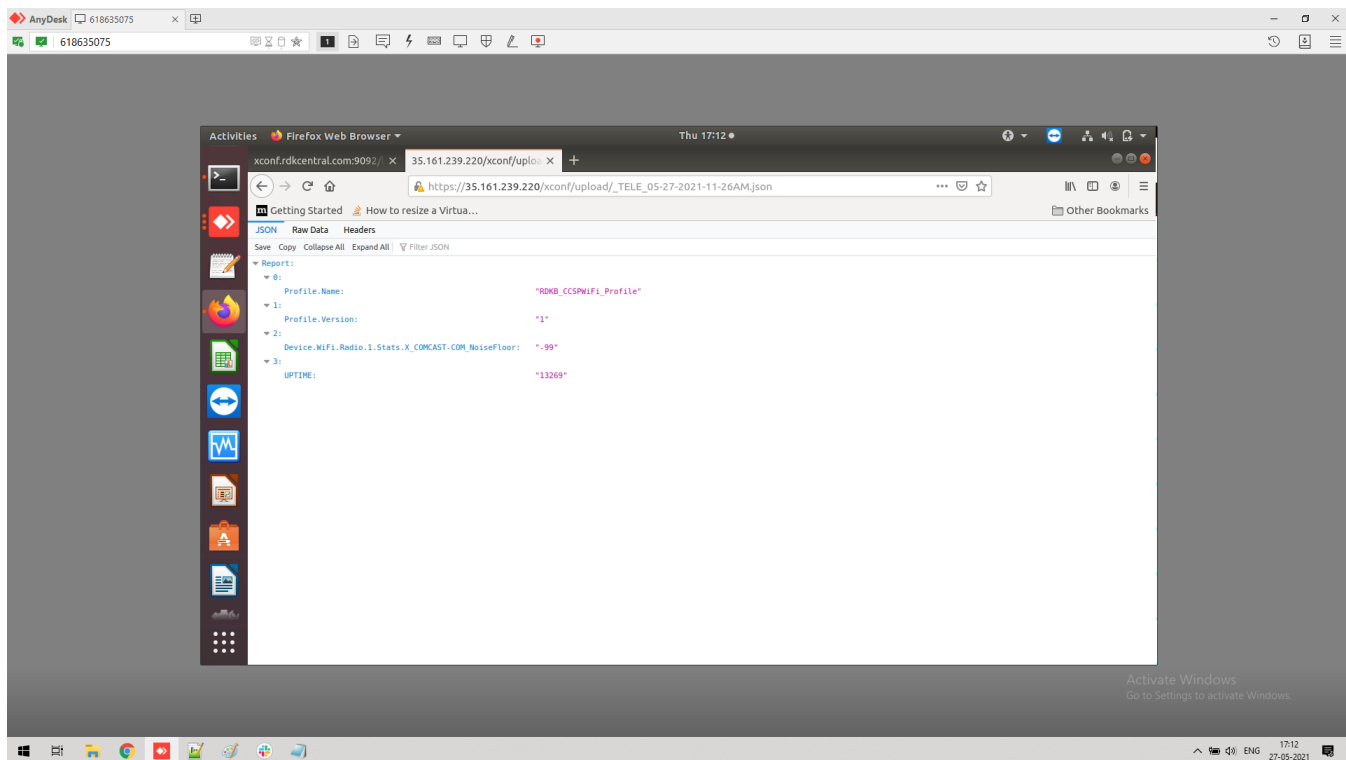 AnyDesk 618635075
618635075
Activities Firefox Web Browser Thu 17:12
xconf.rdkcentral.com:9092/ 35.161.239.220/xconf/uploa
https://35.161.239.220/xconf/upload/_TELE_05-27-2021-11-26AM.json
Getting Started How to resize a Virtua... Other Bookmarks
JSON Raw Data Headers
Save Copy Collapse All Expand All Filter JSON
Report:
0:
Profile.Name: "RDKB_CCSPWiFi_Profile"
1:
Profile.Version: "1"
2:
Device.WiFi.Radio.1.Stats.X_COMCAST-COM_NoiseFloor: "-99"
3:
UPTIME: "13269"
Activate Windows
Go to Settings to activate Windows.
ENG 17:12
27-05-2021